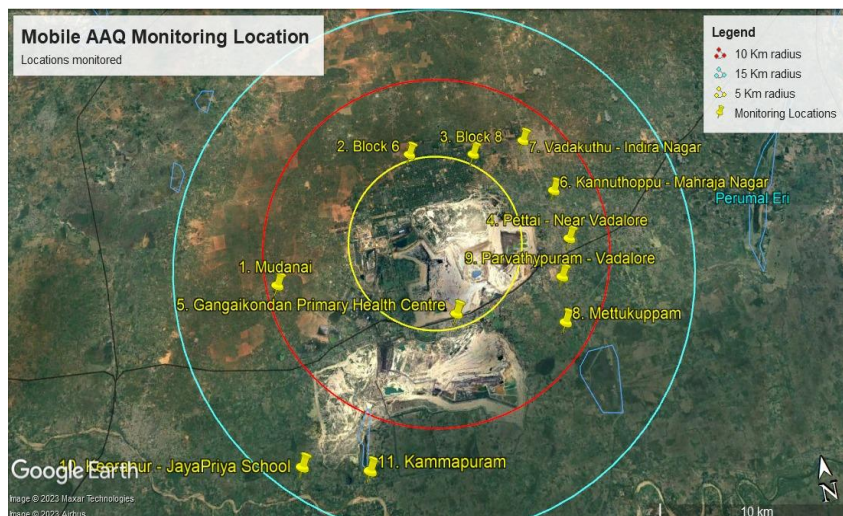 Mobile AAQ Monitoring Location
Locations monitored
Legend
10 Km radius
15 Km radius
5 Km radius
Monitoring Locations
2. Block 6
3. Block 8
7. Vadakuthu - Indira Nagar
6. Kannuthoppu - Mahraja Nagar
Perumal Eri
4. Pettai - Near Vadalore
9. Parvathypuram - Vadalore
1. Mudanai
5. Gangaikondan Primary Health Centre
8. Mettukuppam
10. - JayaPriya School
11. Kammapuram
Google Earth
Image © 2023 Maxar Technologies
Image © 2023 Airbus
10 km
N